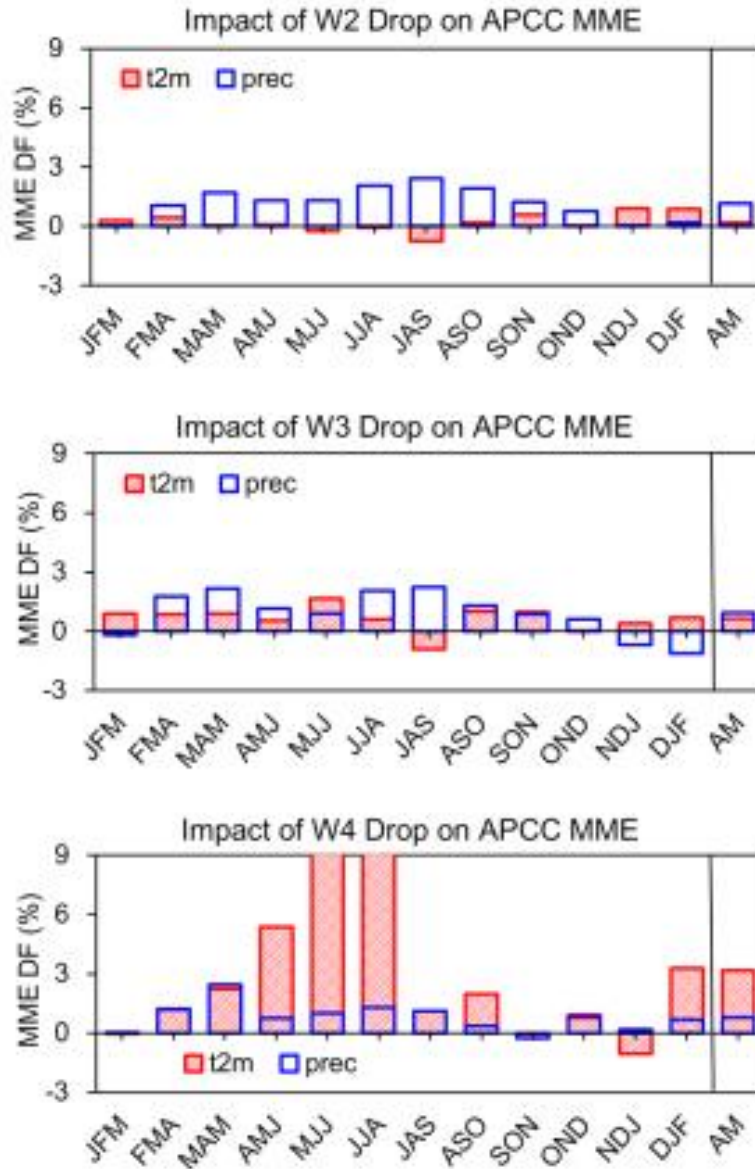 Impact of W2 Drop on APCC MME
9
t2m prec
6
MME DF (%)
3
0
-3
JFM FMA MAM AMJ MJJ JJA JAS ASO SON OND NDJ DJF AM
Impact of W3 Drop on APCC MME
9
t2m prec
6
MME DF (%)
3
0
-3
JFM FMA MAM AMJ MJJ JJA JAS ASO SON OND NDJ DJF AM
Impact of W4 Drop on APCC MME
9
6
MME DF (%)
3
0
t2m prec
-3
JFM FMA MAM AMJ MJJ JJA JAS ASO SON OND NDJ DJF AM